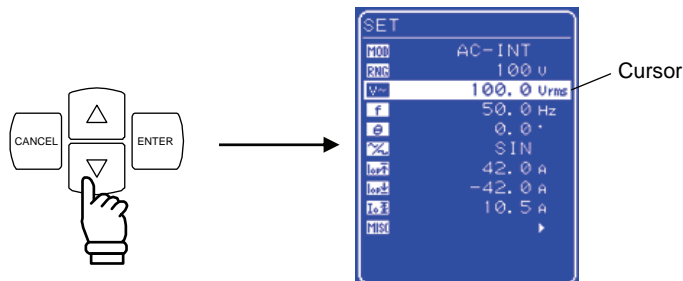 CANCEL
ENTER
SET
MOD AC-INT
RNG 100 V
V~ 100.0 Vrms
f 50.0 Hz
θ 0.0 °
SIN
42.0 A
-42.0 A
10.5 A
MISC
Cursor